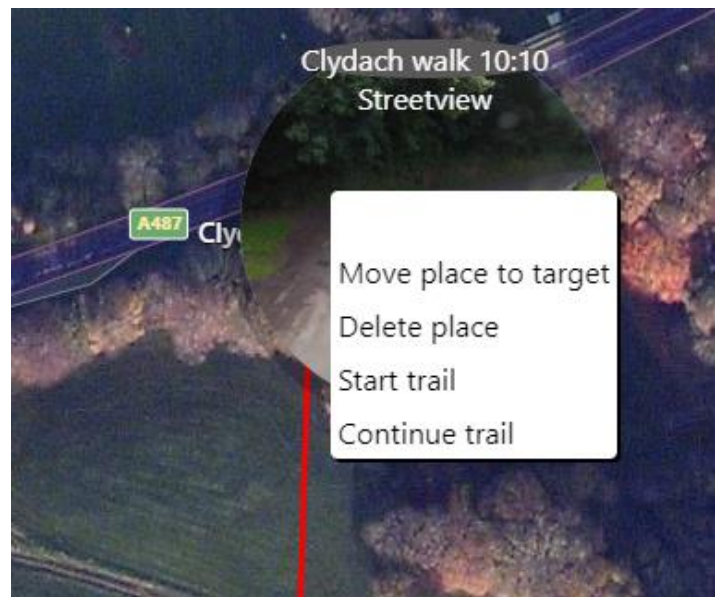 Clydach walk 10:10
Streetview
A487
Move place to target
Delete place
Start trail
Continue trail